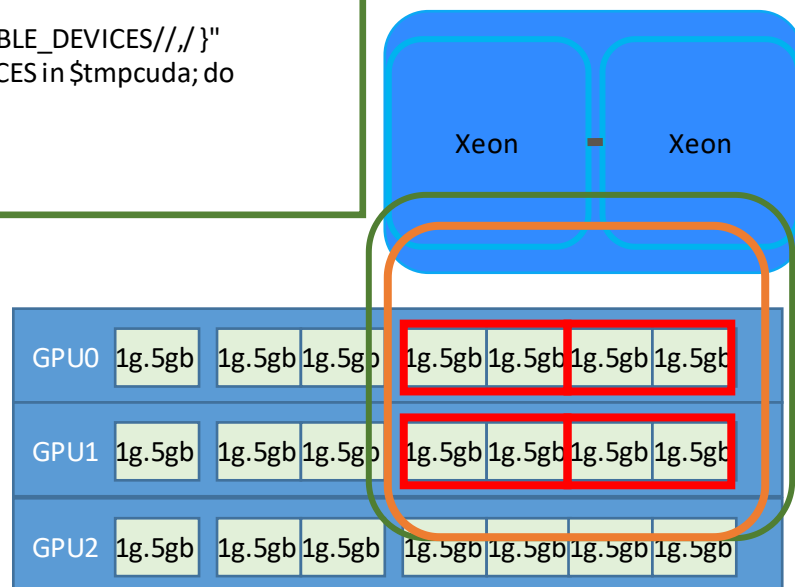 BLE_DEVICES//,/ }"
CES in $tmpcuda; do
Xeon - Xeon
GPU0 1g.5gb 1g.5gb 1g.5gb 1g.5gb 1g.5gb 1g.5gb 1g.5gb
GPU1 1g.5gb 1g.5gb 1g.5gb 1g.5gb 1g.5gb 1g.5gb 1g.5gb
GPU2 1g.5gb 1g.5gb 1g.5gb 1g.5gb 1g.5gb 1g.5gb 1g.5gb